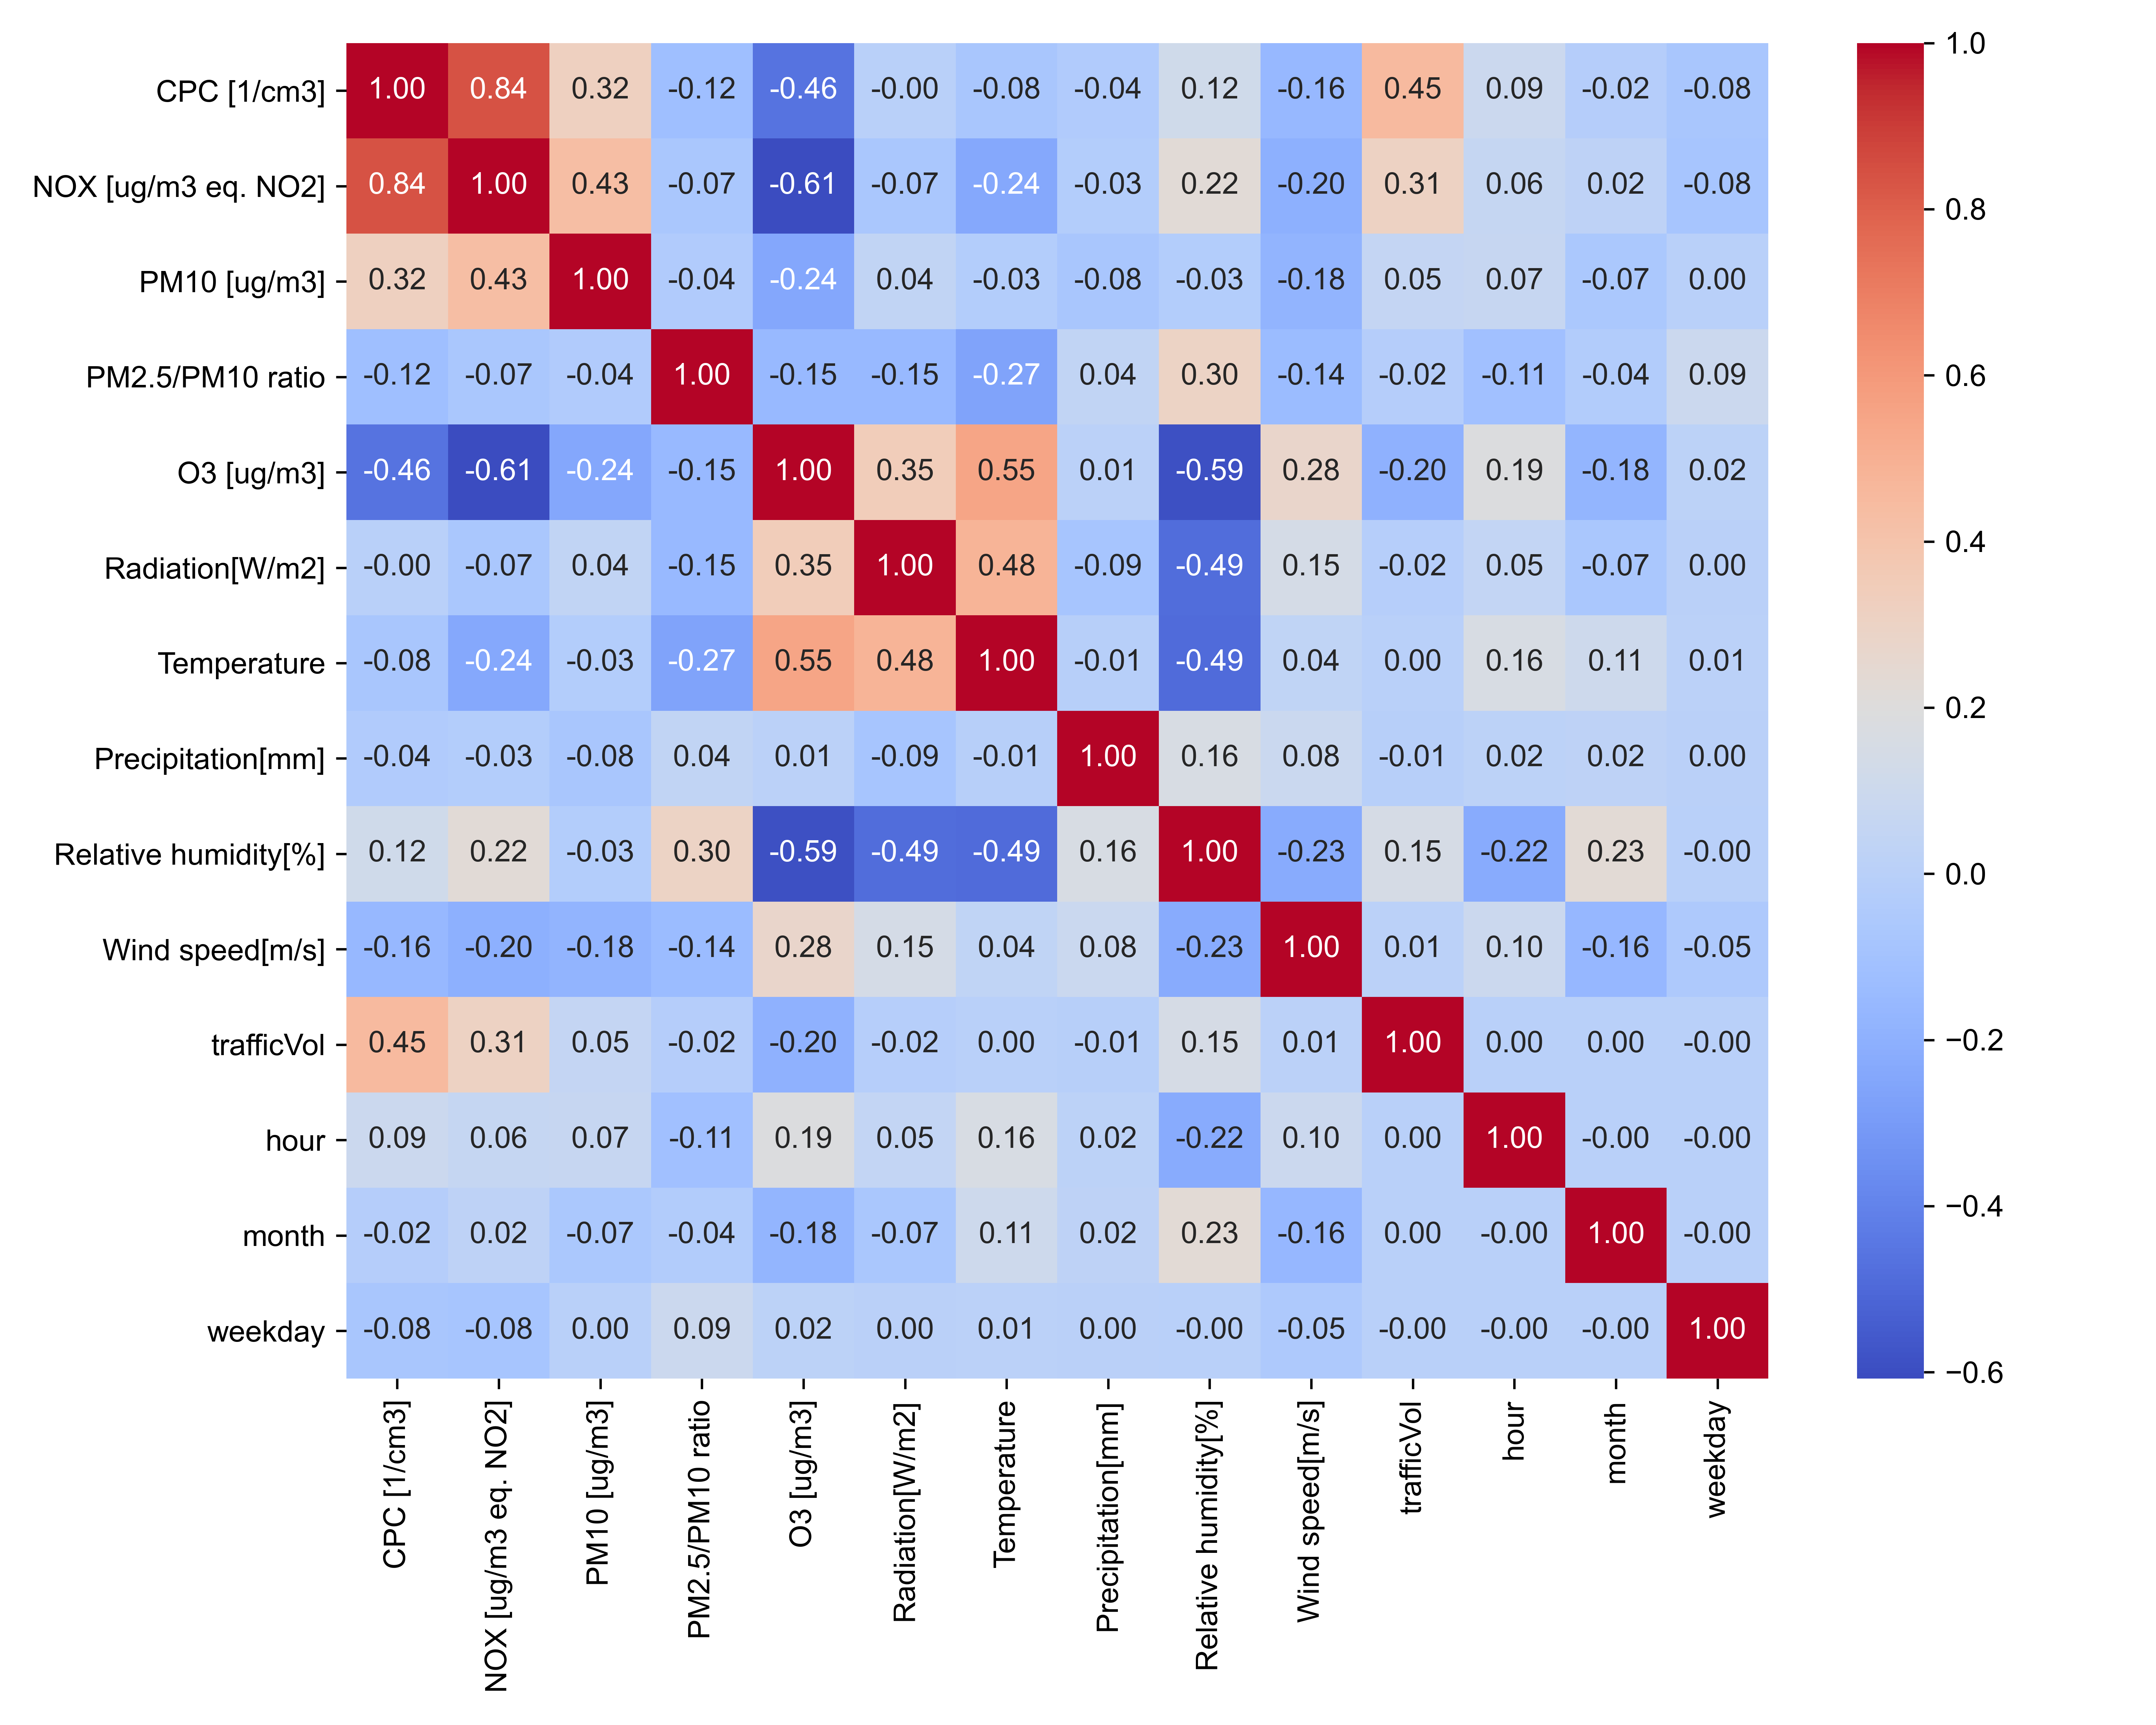 CPC [1/cm3] 1.00 0.84 0.32 -0.12 -0.46 -0.00 -0.08 -0.04 0.12 -0.16 0.45 0.09 -0.02 -0.08
NOX [ug/m3 eq. NO2] 0.84 1.00 0.43 -0.07 -0.61 -0.07 -0.24 -0.03 0.22 -0.20 0.31 0.06 0.02 -0.08
PM10 [ug/m3] 0.32 0.43 1.00 -0.04 -0.24 0.04 -0.03 -0.08 -0.03 -0.18 0.05 0.07 -0.07 0.00
PM2.5/PM10 ratio -0.12 -0.07 -0.04 1.00 -0.15 -0.15 -0.27 0.04 0.30 -0.14 -0.02 -0.11 -0.04 0.09
O3 [ug/m3] -0.46 -0.61 -0.24 -0.15 1.00 0.35 0.55 0.01 -0.59 0.28 -0.20 0.19 -0.18 0.02
Radiation[W/m2] -0.00 -0.07 0.04 -0.15 0.35 1.00 0.48 -0.09 -0.49 0.15 -0.02 0.05 -0.07 0.00
Temperature -0.08 -0.24 -0.03 -0.27 0.55 0.48 1.00 -0.01 -0.49 0.04 0.00 0.16 0.11 0.01
Precipitation[mm] -0.04 -0.03 -0.08 0.04 0.01 -0.09 -0.01 1.00 0.16 0.08 -0.01 0.02 0.02 0.00
Relative humidity[%] 0.12 0.22 -0.03 0.30 -0.59 -0.49 -0.49 0.16 1.00 -0.23 0.15 -0.22 0.23 -0.00
Wind speed[m/s] -0.16 -0.20 -0.18 -0.14 0.28 0.15 0.04 0.08 -0.23 1.00 0.01 0.10 -0.16 -0.05
trafficVol 0.45 0.31 0.05 -0.02 -0.20 -0.02 0.00 -0.01 0.15 0.01 1.00 0.00 0.00 -0.00
hour 0.09 0.06 0.07 -0.11 0.19 0.05 0.16 0.02 -0.22 0.10 0.00 1.00 -0.00 -0.00
month -0.02 0.02 -0.07 -0.04 -0.18 -0.07 0.11 0.02 0.23 -0.16 0.00 -0.00 1.00 -0.00
weekday -0.08 -0.08 0.00 0.09 0.02 0.00 0.01 0.00 -0.00 -0.05 -0.00 -0.00 -0.00 1.00
CPC [1/cm3]
NOX [ug/m3 eq. NO2]
PM10 [ug/m3]
PM2.5/PM10 ratio
O3 [ug/m3]
Radiation[W/m2]
Temperature
Precipitation[mm]
Relative humidity[%]
Wind speed[m/s]
trafficVol
hour
month
weekday
1.0
0.8
0.6
0.4
0.2
0.0
−0.2
−0.4
−0.6